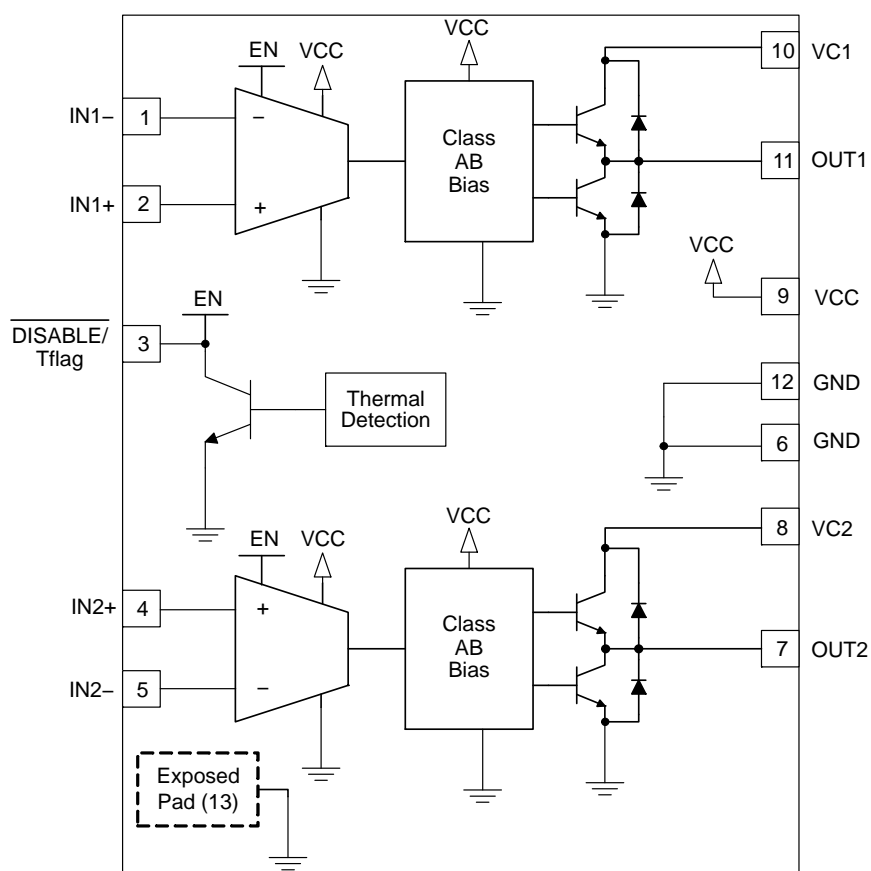 EN
VCC
VCC
10 VC1
IN1– 1
–
Class
AB
Bias
11 OUT1
IN1+ 2
+
VCC
9 VCC
EN
DISABLE/
Tflag
3
Thermal
Detection
12 GND
6 GND
EN
VCC
VCC
8 VC2
IN2+ 4
+
Class
AB
Bias
7 OUT2
IN2– 5
–
Exposed
Pad (13)